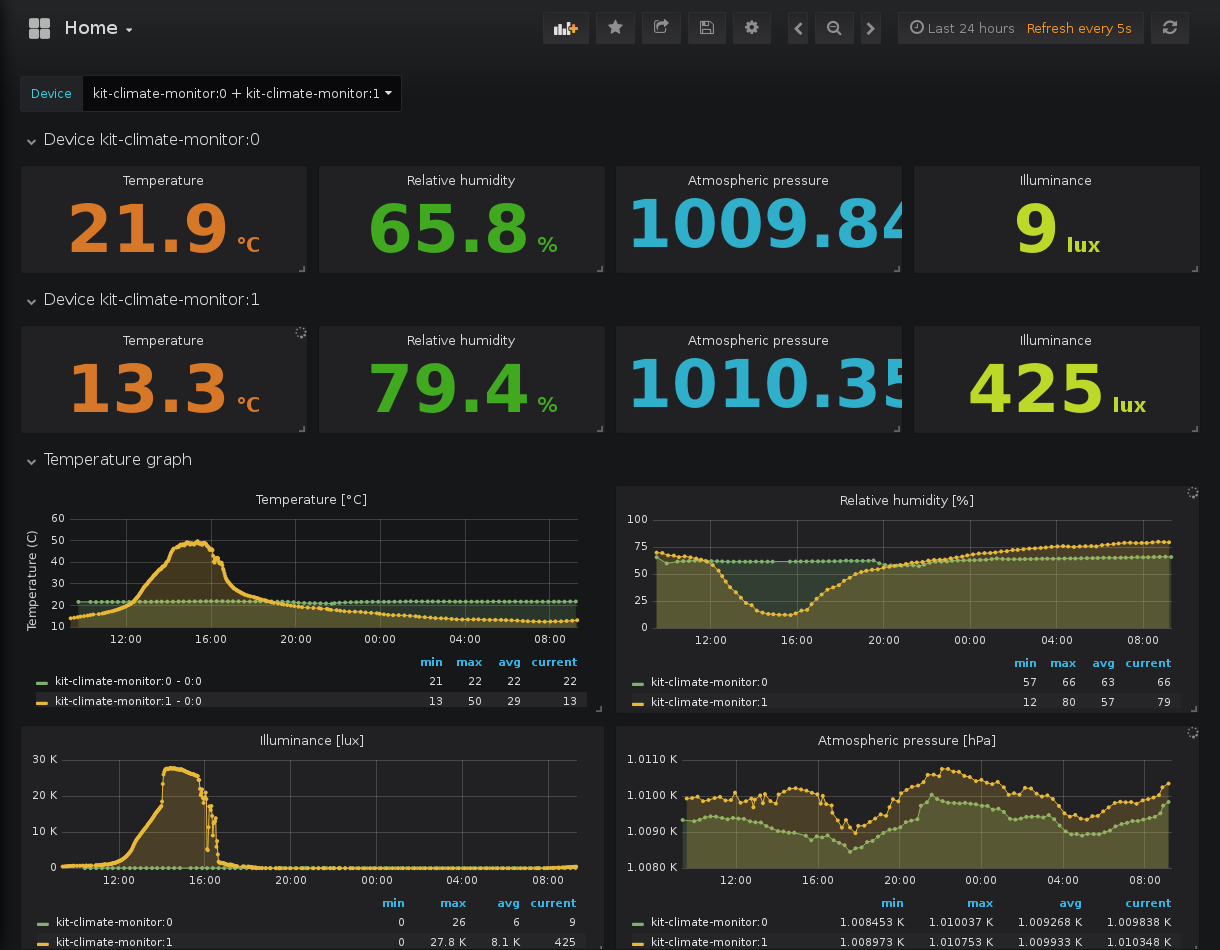 Home
Last 24 hours Refresh every 5s
Device kit-climate-monitor:0 + kit-climate-monitor:1
Device kit-climate-monitor:0
Temperature
21.9 °C
Relative humidity
65.8 %
Atmospheric pressure
1009.84
Illuminance
9 lux
Device kit-climate-monitor:1
Temperature
13.3 °C
Relative humidity
79.4 %
Atmospheric pressure
1010.35
Illuminance
425 lux
Temperature graph
Temperature [°C]
Temperature (C)
60
50
40
30
20
10
12:00 16:00 20:00 00:00 04:00 08:00
min max avg current
kit-climate-monitor:0 - 0:0 21 22 22 22
kit-climate-monitor:1 - 0:0 13 50 29 13
Relative humidity [%]
100
75
50
25
0
12:00 16:00 20:00 00:00 04:00 08:00
min max avg current
kit-climate-monitor:0 57 66 63 66
kit-climate-monitor:1 12 80 57 79
Illuminance [lux]
30 K
20 K
10 K
0
12:00 16:00 20:00 00:00 04:00 08:00
min max avg current
kit-climate-monitor:0 0 26 6 9
kit-climate-monitor:1 0 27.8 K 8.1 K 425
Atmospheric pressure [hPa]
1.0110 K
1.0100 K
1.0090 K
1.0080 K
12:00 16:00 20:00 00:00 04:00 08:00
min max avg current
kit-climate-monitor:0 1.008453 K 1.010037 K 1.009268 K 1.009838 K
kit-climate-monitor:1 1.008973 K 1.010753 K 1.009933 K 1.010348 K